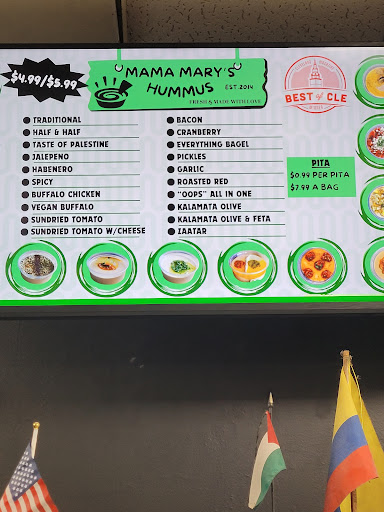 $4.99/$5.99
MAMA MARY'S
HUMMUS
EST 2014
FRESH & MADE WITH LOVE
BEST of CLE
TRADITIONAL
HALF & HALF
TASTE OF PALESTINE
JALEPENO
HABENERO
SPICY
BUFFALO CHICKEN
VEGAN BUFFALO
SUNDRIED TOMATO
SUNDRIED TOMATO W/CHEESE
BACON
CRANBERRY
EVERYTHING BAGEL
PICKLES
GARLIC
ROASTED RED
"OOPS" ALL IN ONE
KALAMATA OLIVE
KALAMATA OLIVE & FETA
ZAATAR
PITA
$0.99 PER PITA
$7.99 A BAG